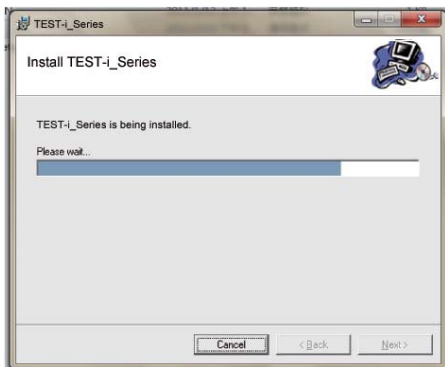 TEST-i_Series
Install TEST-i_Series
TEST-i_Series is being installed.
Please wait...
Cancel
< Back
Next >